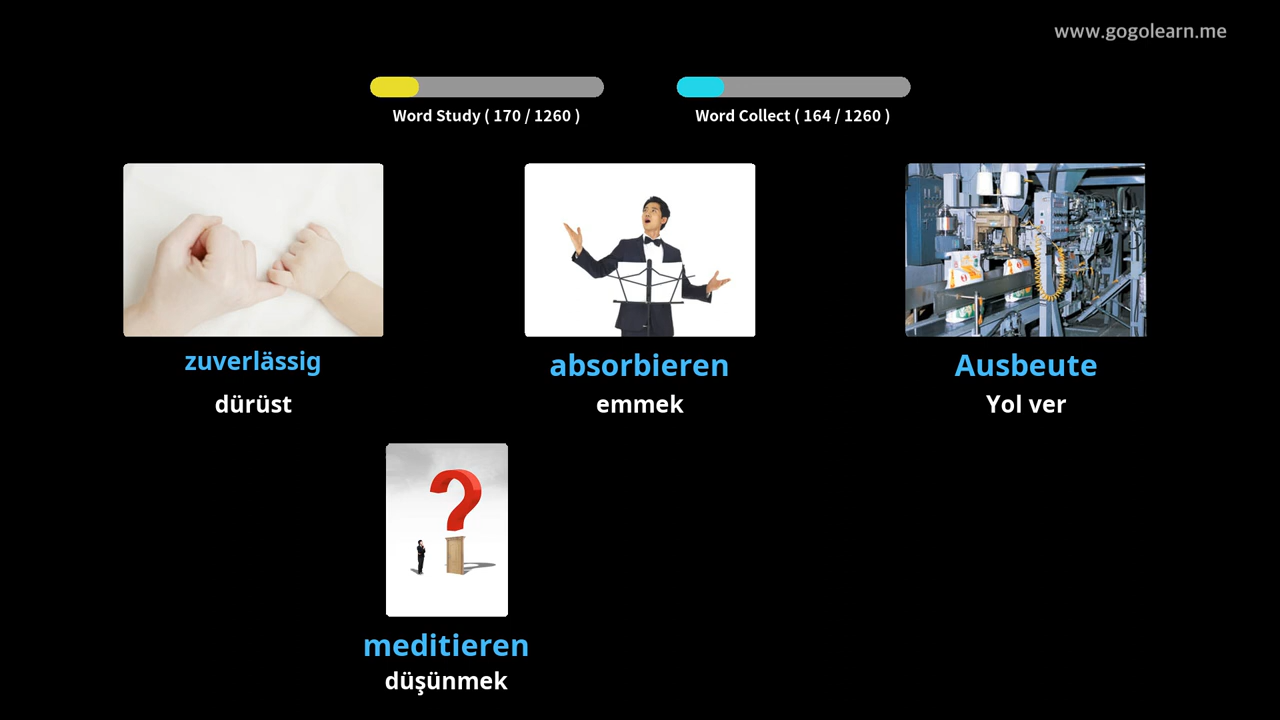 www.gogolearn.me
Word Study ( 170 / 1260 )
Word Collect ( 164 / 1260 )
zuverlässig
dürüst
absorbieren
emmek
Ausbeute
Yol ver
meditieren
düşünmek